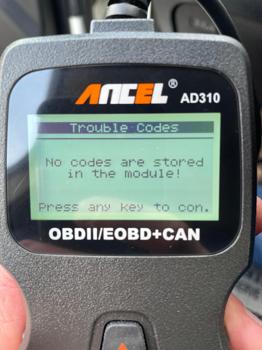 ANCEL® AD310
Trouble Codes
No codes are stored
in the module!
Press any key to con.
OBDII/EOBD+CAN